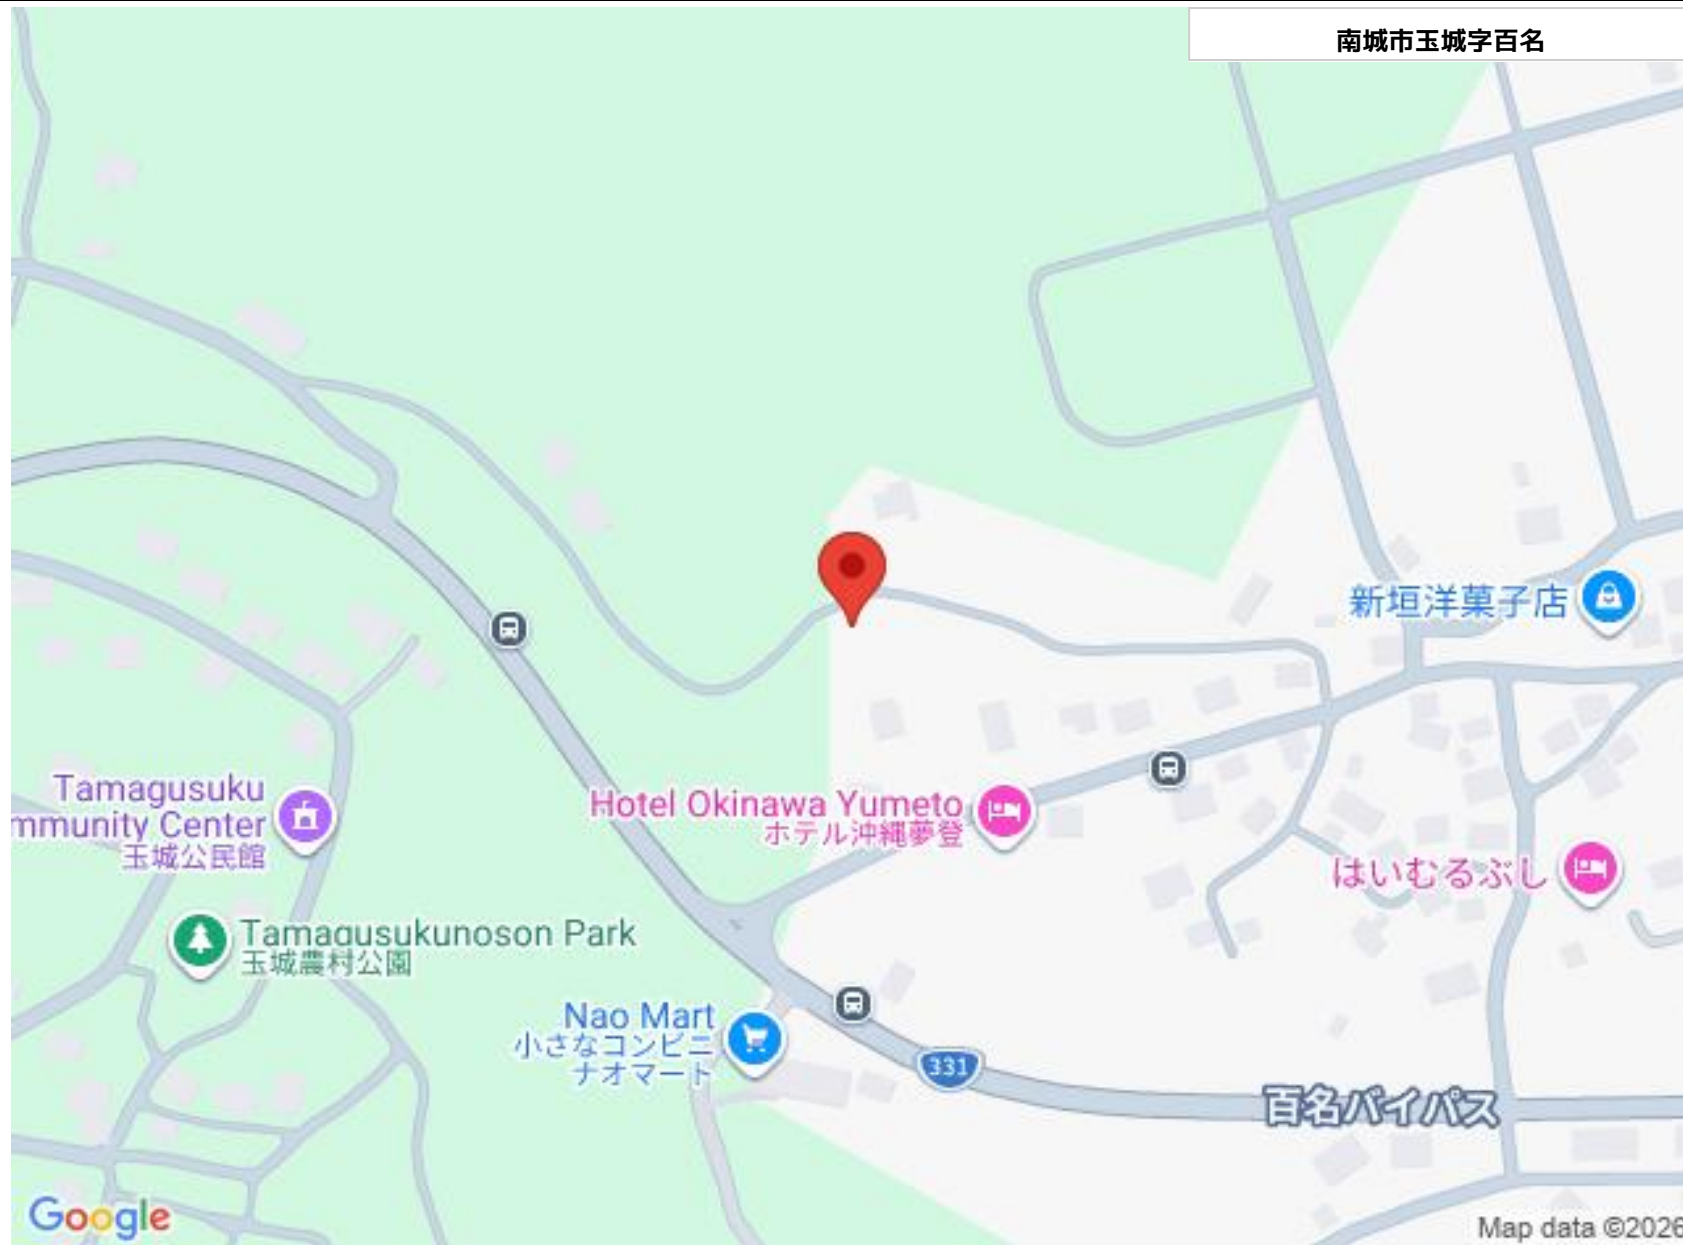 南城市玉城字百名
新垣洋菓子店
Tamagusuku
mmunity Center
玉城公民館
Hotel Okinawa Yumeto
ホテル沖縄夢登
はいむるぶし
Tamagusukunoson Park
玉城農村公園
Nao Mart
小さなコンビニ
ナオマート
331
百名バイパス
Google
Map data ©2026